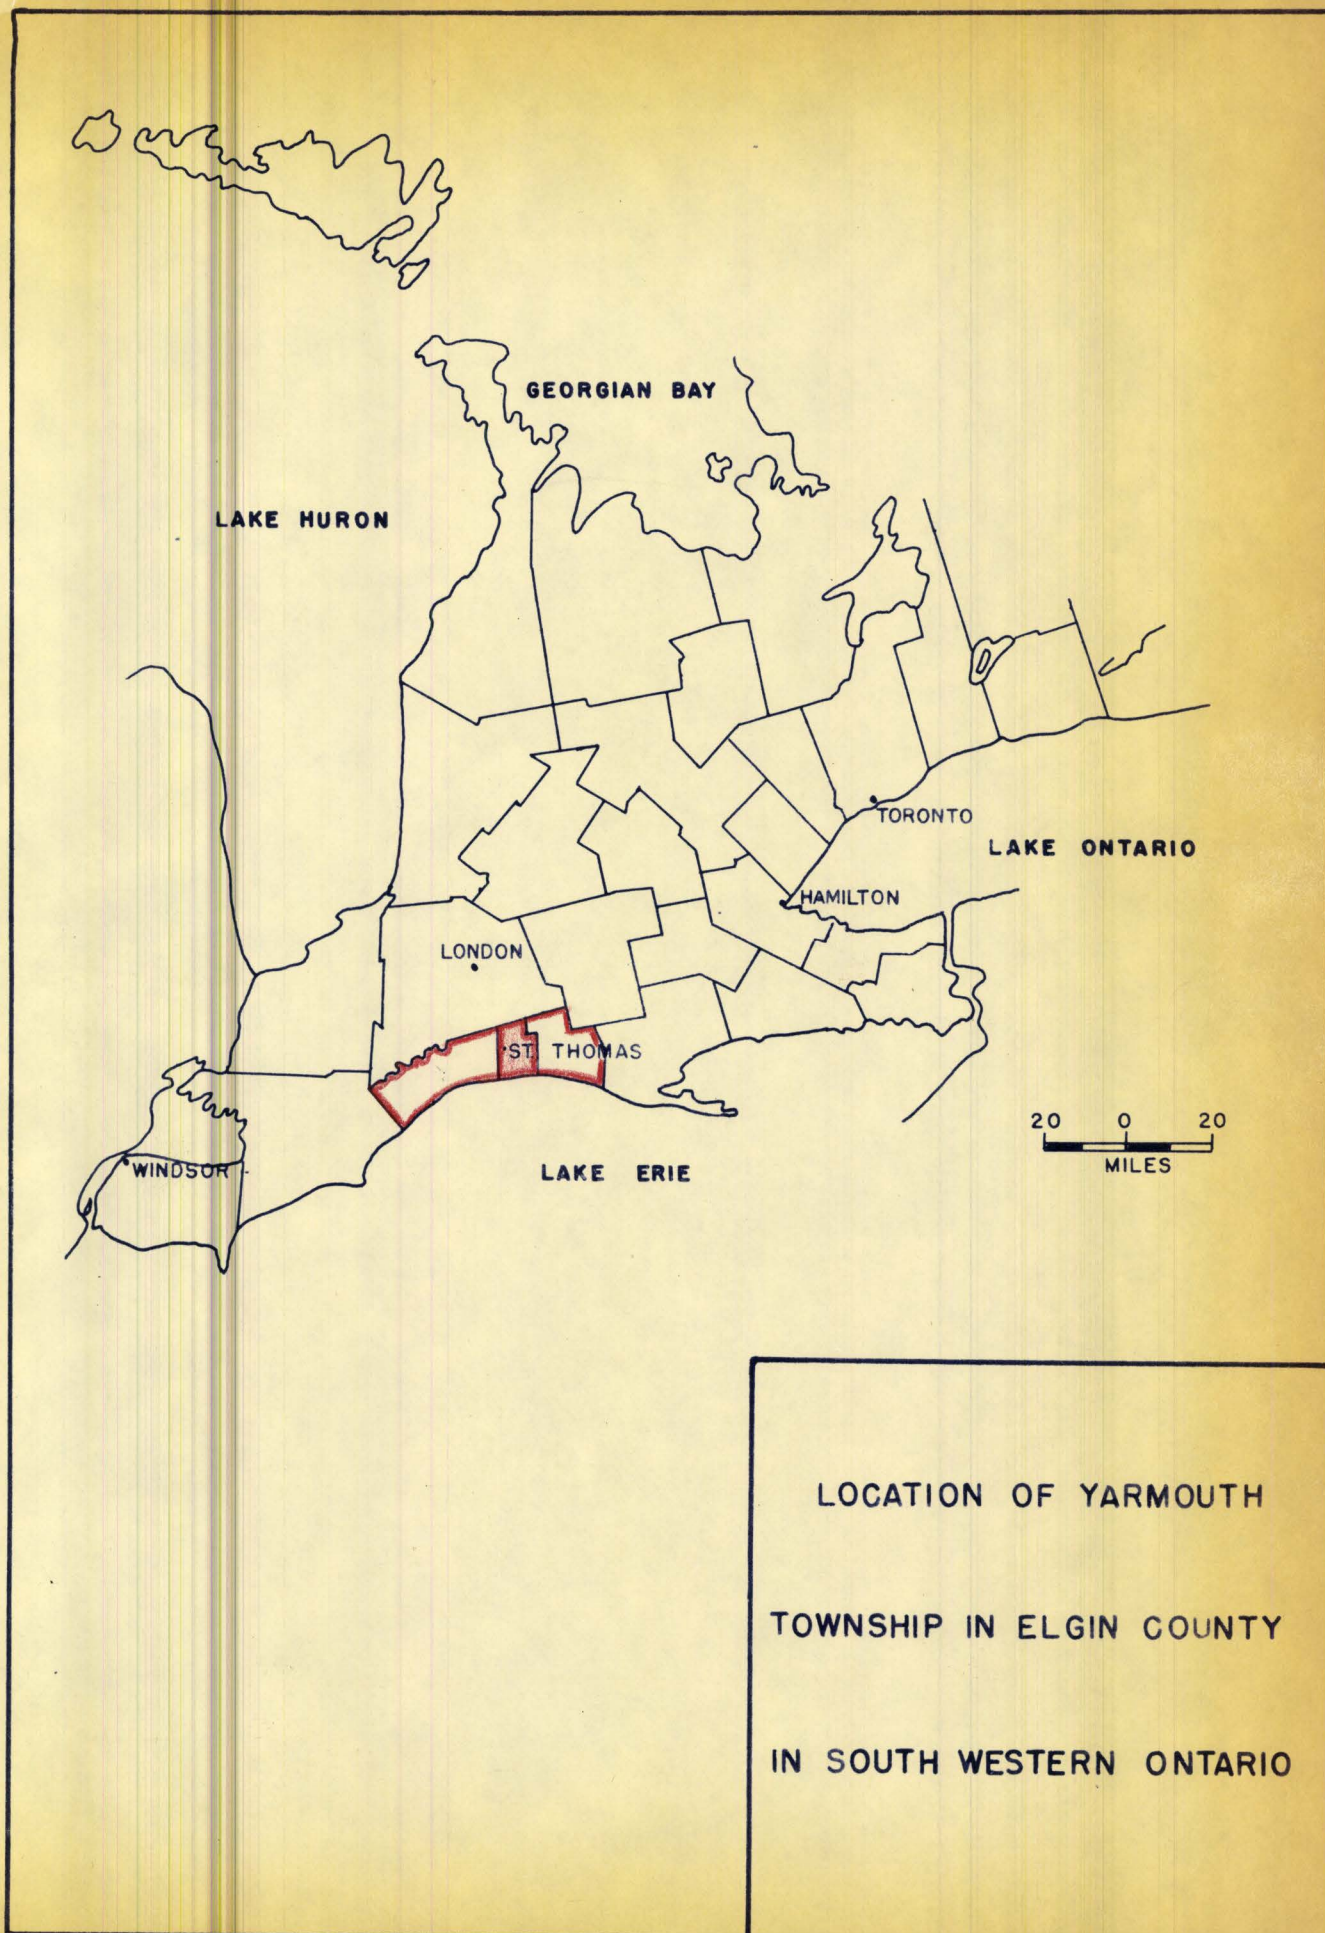 GEORGIAN BAY
LAKE HURON
TORONTO
LAKE ONTARIO
HAMILTON
LONDON
ST. THOMAS
20 0 20
MILES
WINDSOR
LAKE ERIE
LOCATION OF YARMOUTH
TOWNSHIP IN ELGIN COUNTY
IN SOUTH WESTERN ONTARIO